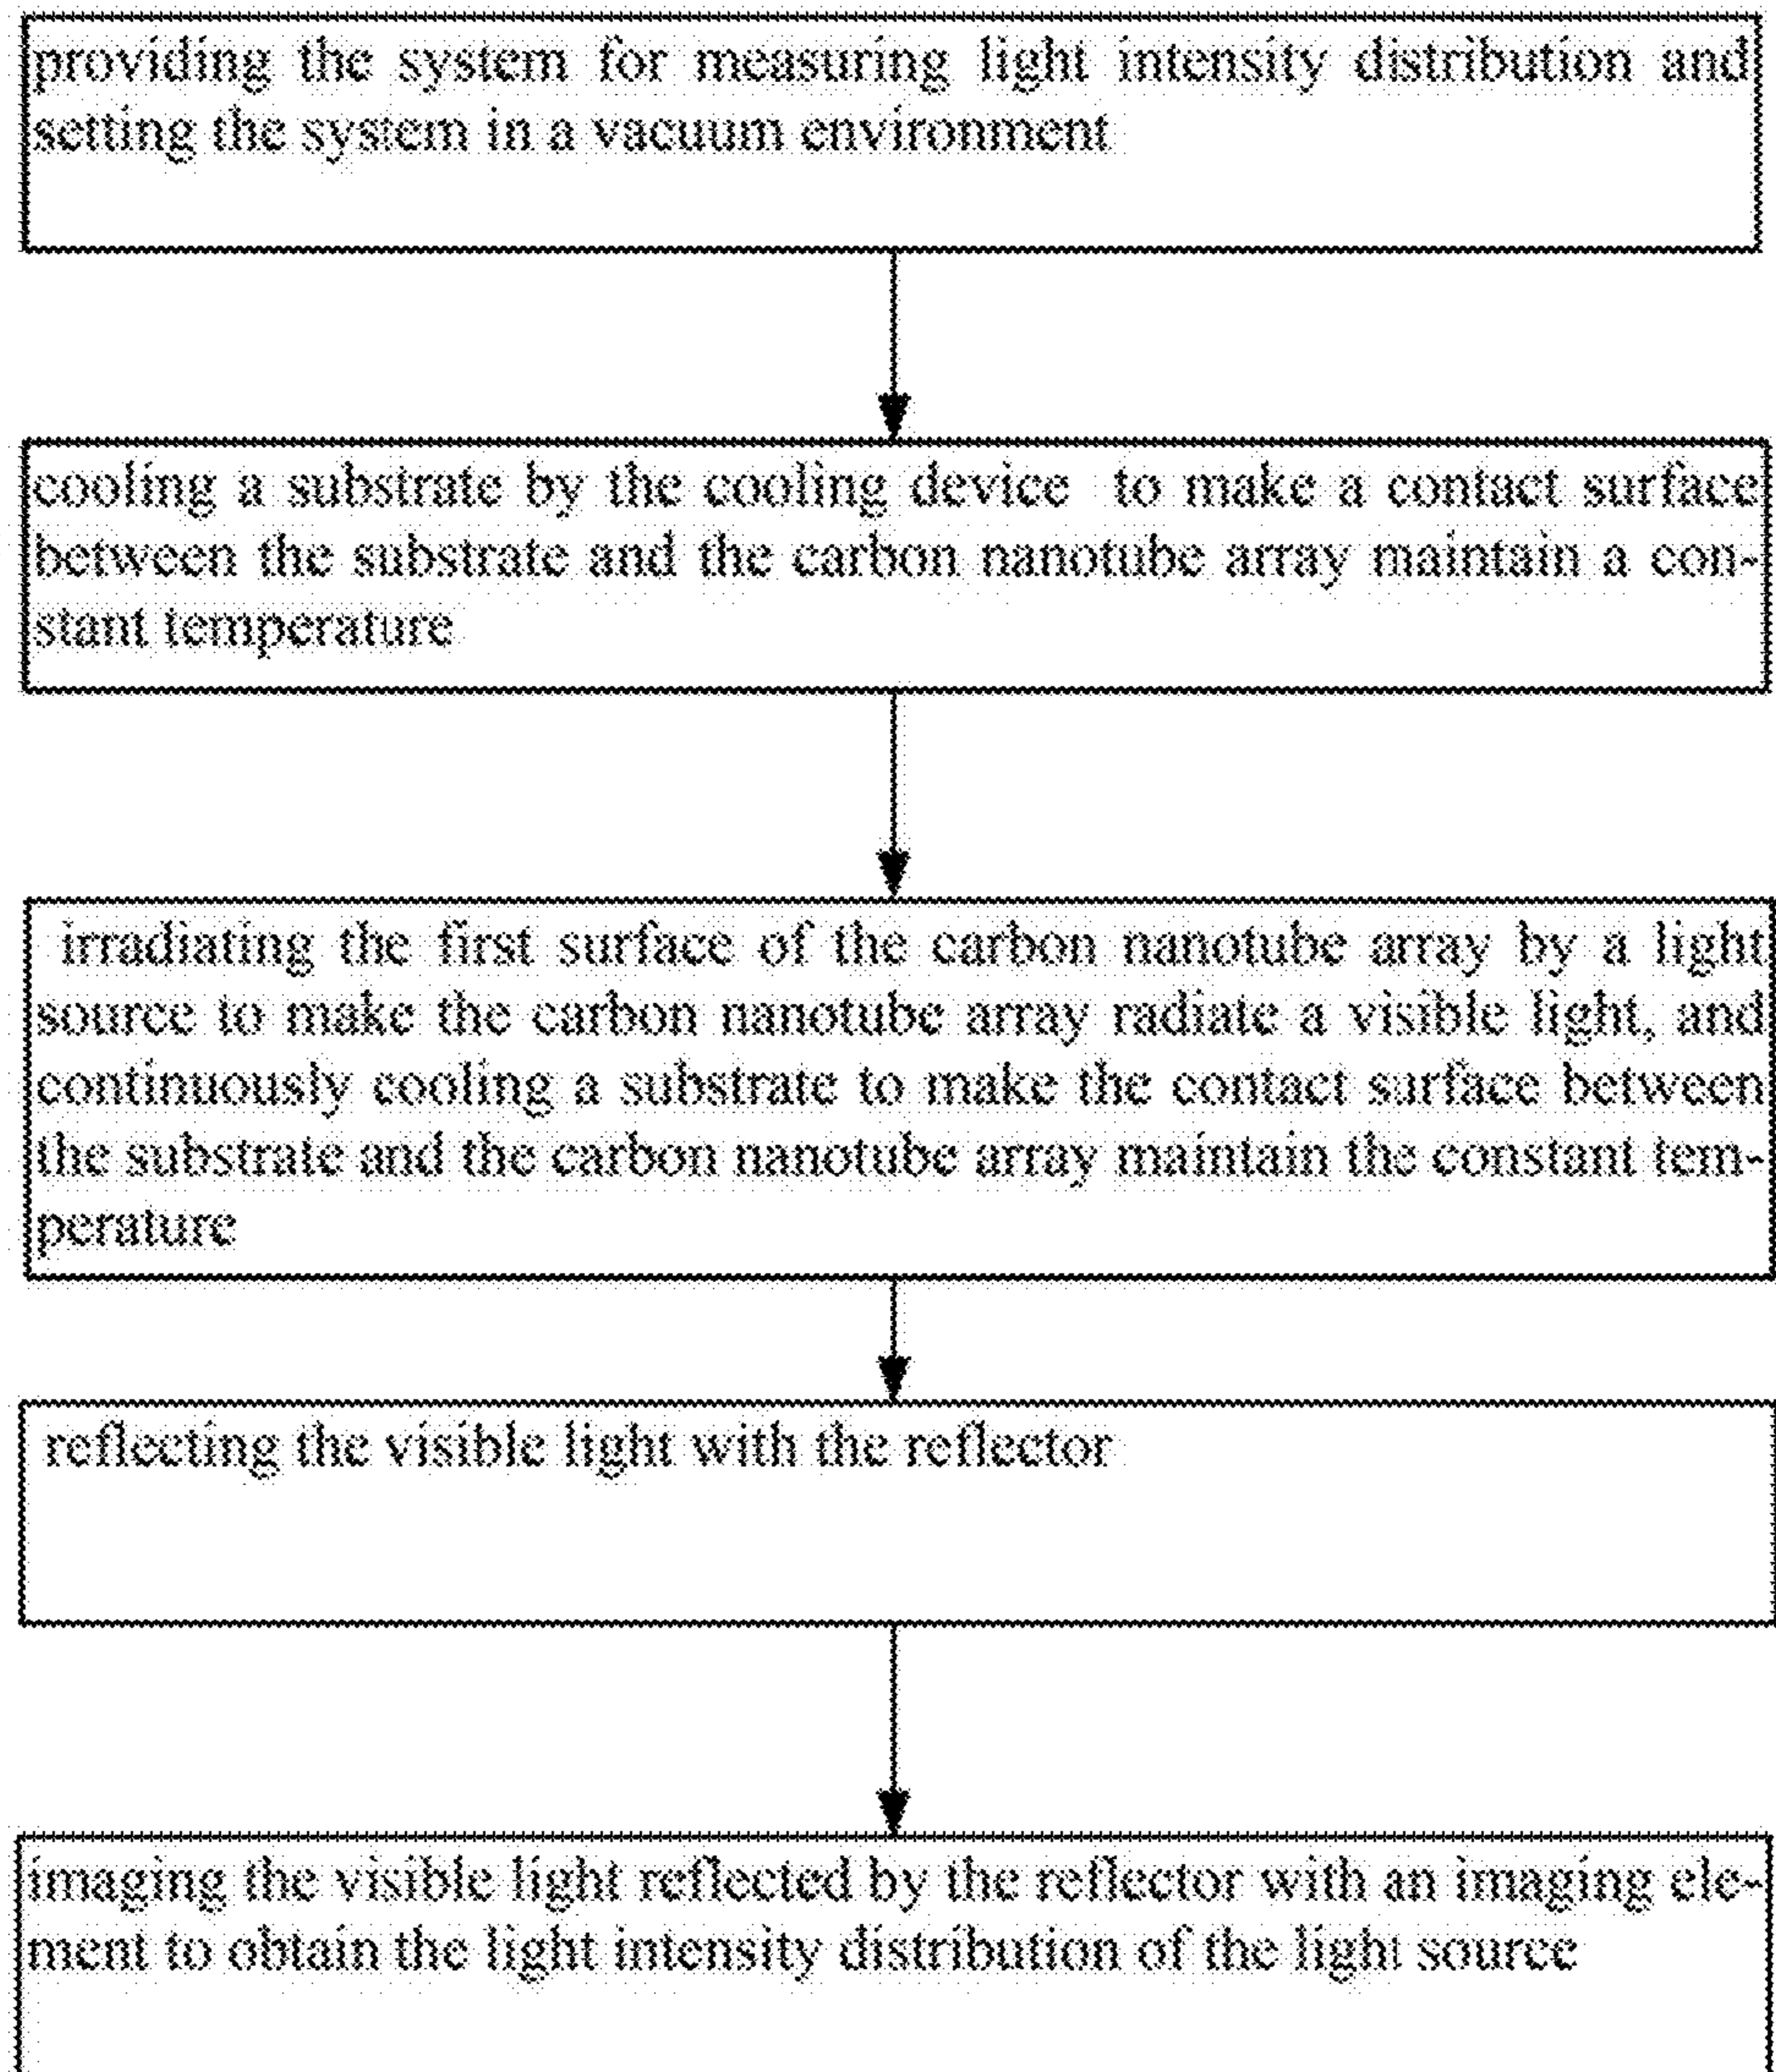 providing the system for measuring light intensity distribution and
setting the system in a vacuum environment
cooling a substrate by the cooling device to make a contact surface
between the substrate and the carbon nanotube array maintain a con-
stant temperature
irradiating the first surface of the carbon nanotube array by a light
source to make the carbon nanotube array radiate a visible light, and
continuously cooling a substrate to make the contact surface between
the substrate and the carbon nanotube array maintain the constant tem-
perature
reflecting the visible light with the reflector
imaging the visible light reflected by the reflector with an imaging ele-
ment to obtain the light intensity distribution of the light source